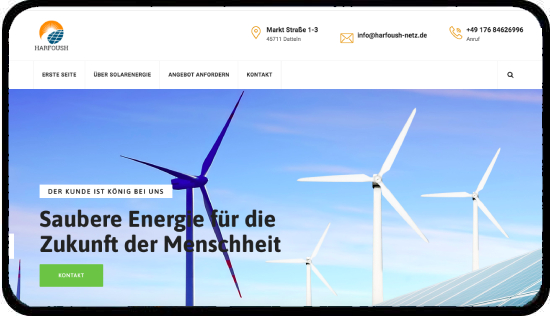 HARFOUSH
Markt Straße 1-3
45711 Datteln
info@harfoush-netz.de
+49 176 84626996
Anruf
ERSTE SEITE
ÜBER SOLARENERGIE
ANGEBOT ANFORDERN
KONTAKT
DER KUNDE IST KÖNIG BEI UNS
Saubere Energie für die
Zukunft der Menschheit
KONTAKT